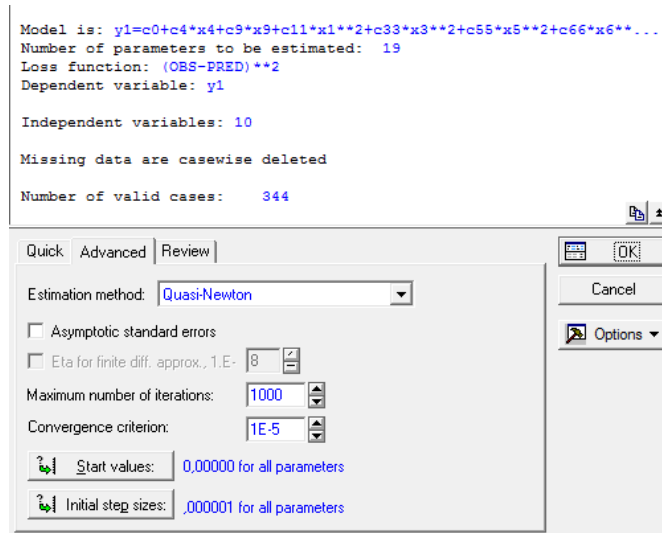 Model is: y1=c0+c4*x4+c9*x9+c11*x1**2+c33*x3**2+c55*x5**2+c66*x6**...
Number of parameters to be estimated: 19
Loss function: (OBS-PRED)**2
Dependent variable: y1
Independent variables: 10
Missing data are casewise deleted
Number of valid cases: 344
Quick Advanced Review
OK
Estimation method: Quasi-Newton
Cancel
Asymptotic standard errors
Options
Eta for finite diff. approx., 1.E- 8
Maximum number of iterations: 1000
Convergence criterion: 1E-5
Start values: 0,00000 for all parameters
Initial step sizes: ,000001 for all parameters